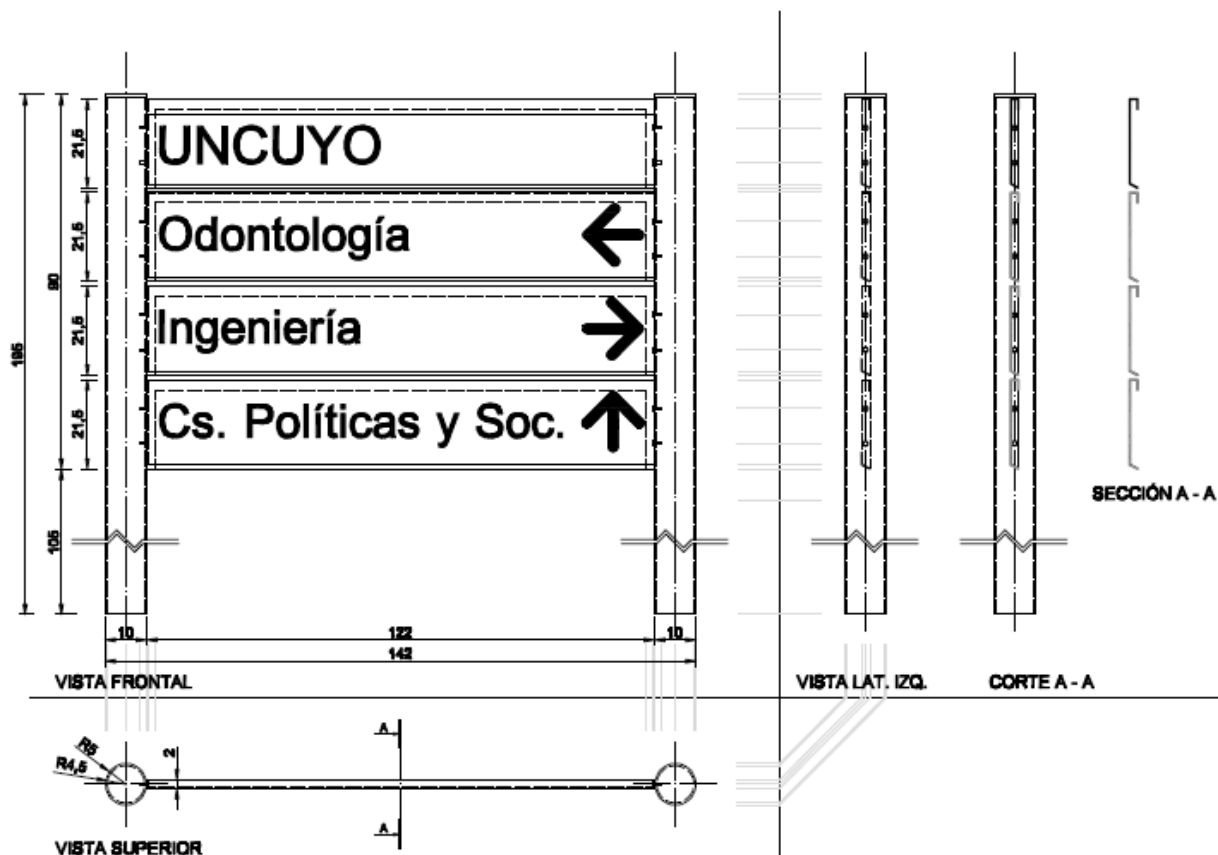 UNCUYO
Odontología
Ingeniería
Cs. Políticas y Soc.
21,5
21,5
21,5
21,5
90
195
105
10
122
10
142
VISTA FRONTAL
VISTA LAT. IZQ.
CORTE A - A
SECCIÓN A - A
A
R5
R4,5
2
A
VISTA SUPERIOR